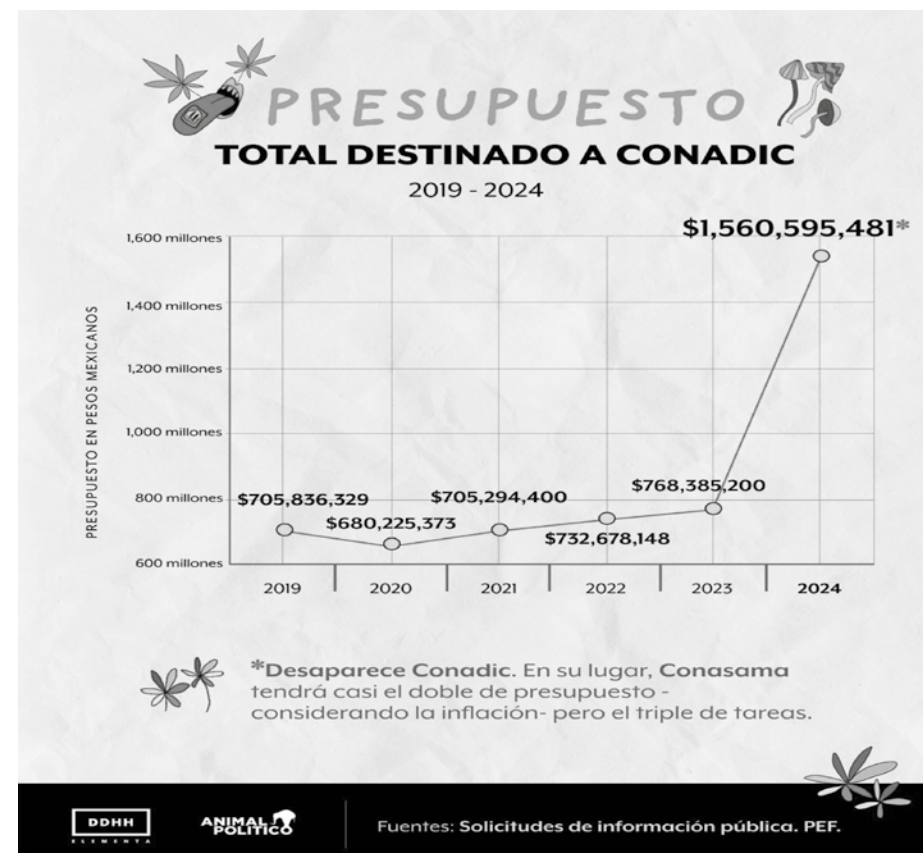 PRESUPUESTO
TOTAL DESTINADO A CONADIC
2019 - 2024
$1,560,595,481*
1,600 millones
1,400 millones
1,200 millones
1,000 millones
800 millones
600 millones
PRESUPUESTO EN PESOS MEXICANOS
$705,836,329
$680,225,373
$705,294,400
$732,678,148
$768,385,200
2019 2020 2021 2022 2023 2024
*Desaparece Conadic. En su lugar, Conasama
tendrá casi el doble de presupuesto -
considerando la inflación- pero el triple de tareas.
DDHH
ELEMENTA
ANIMAL
POLÍTICO
Fuentes: Solicitudes de información pública. PEF.